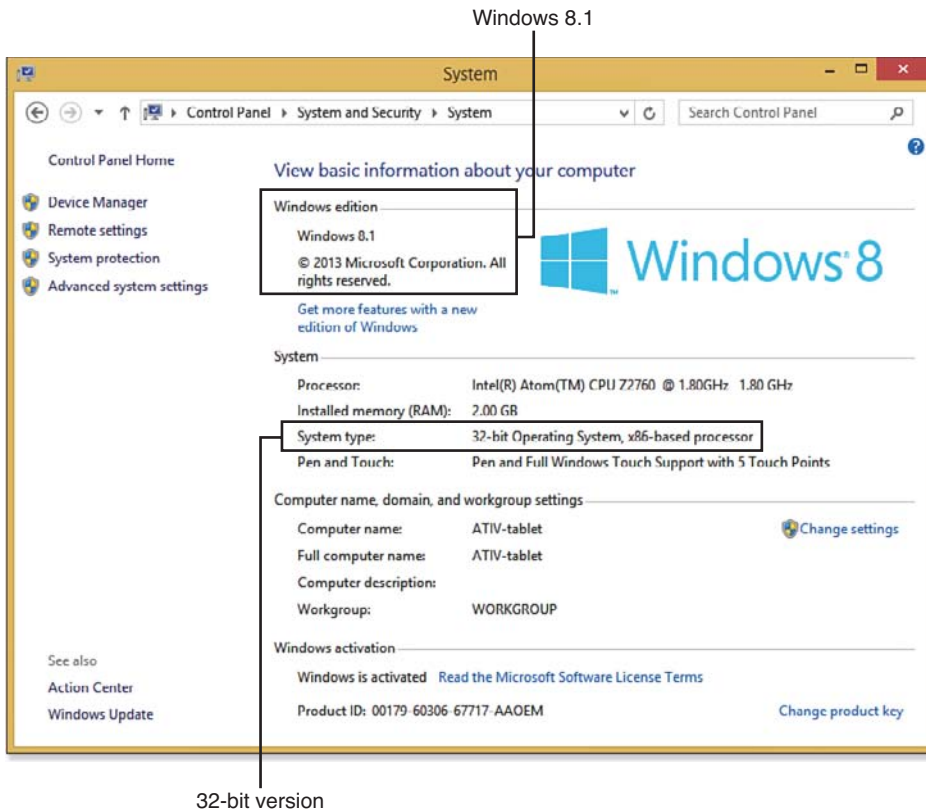 Windows 8.1
System
Control Panel System and Security System
Search Control Panel
Control Panel Home
Device Manager
Remote settings
System protection
Advanced system settings
View basic information about your computer
Windows edition
Windows 8.1
© 2013 Microsoft Corporation. All
rights reserved.
Get more features with a new
edition of Windows
Windows 8
System
Processor: Intel(R) Atom(TM) CPU Z2760 @ 1.80GHz 1.80 GHz
Installed memory (RAM): 2.00 GB
System type: 32-bit Operating System, x86-based processor
Pen and Touch: Pen and Full Windows Touch Support with 5 Touch Points
Computer name, domain, and workgroup settings
Computer name: ATIV-tablet
Change settings
Full computer name: ATIV-tablet
Computer description:
Workgroup: WORKGROUP
Windows activation
Windows is activated Read the Microsoft Software License Terms
Product ID: 00179-60306-67717-AAOEM
Change product key
See also
Action Center
Windows Update
32-bit version